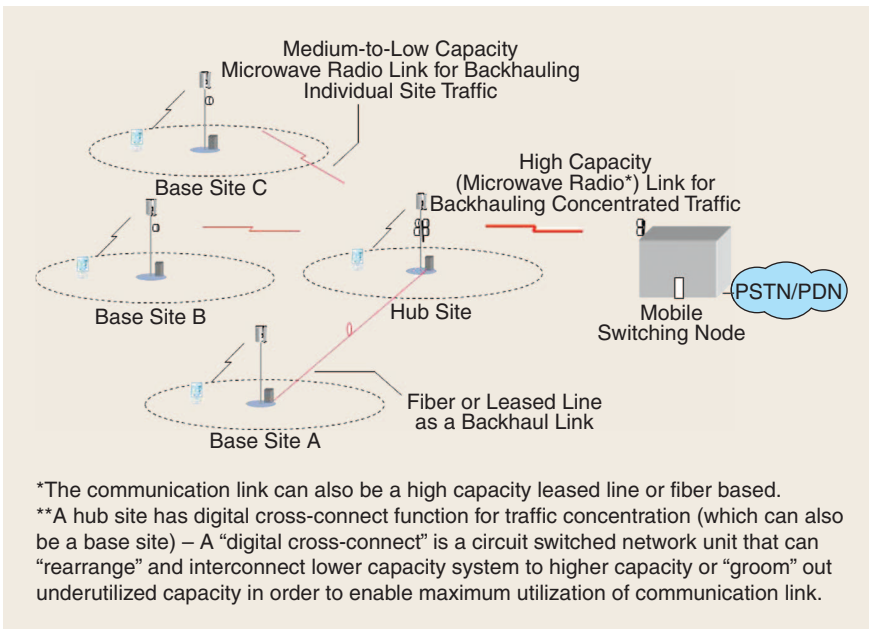 Medium-to-Low Capacity
Microwave Radio Link for Backhauling
Individual Site Traffic
Base Site C
High Capacity
(Microwave Radio*) Link for
Backhauling Concentrated Traffic
Base Site B
Hub Site
Mobile
Switching Node
PSTN/PDN
Fiber or Leased Line
as a Backhaul Link
Base Site A
*The communication link can also be a high capacity leased line or fiber based.
**A hub site has digital cross-connect function for traffic concentration (which can also
be a base site) – A “digital cross-connect” is a circuit switched network unit that can
“rearrange” and interconnect lower capacity system to higher capacity or “groom” out
underutilized capacity in order to enable maximum utilization of communication link.